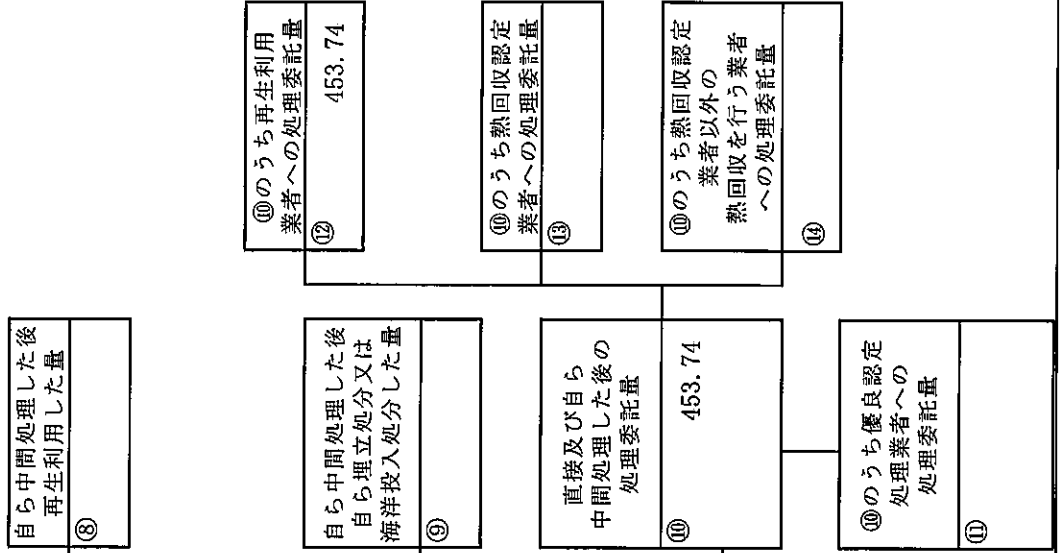 自ら中間処理した後
再生利用した量
⑧
自ら中間処理した後
自ら埋立処分又は
海洋投入処分した量
⑨
直接及び自ら
中間処理した後の
処理委託量
⑩
453.74
⑩のうち優良認定
処理業者への
処理委託量
⑪
⑩のうち再生利用
業者への処理委託量
⑫
453.74
⑩のうち熱回収認定
業者への処理委託量
⑬
⑩のうち熱回収認定
業者以外の
熱回収を行う業者
への処理委託量
⑭